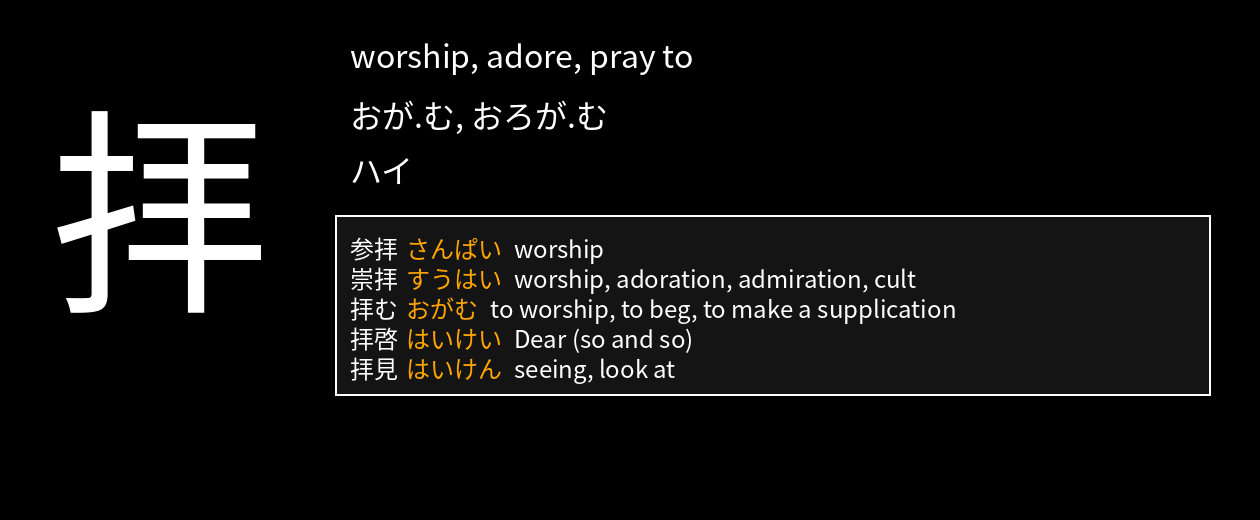 拝
worship, adore, pray to
おが.む, おろが.む
ハイ
参拝 さんぱい worship
崇拝 すうはい worship, adoration, admiration, cult
拝む おがむ to worship, to beg, to make a supplication
拝啓 はいけい Dear (so and so)
拝見 はいけん seeing, look at